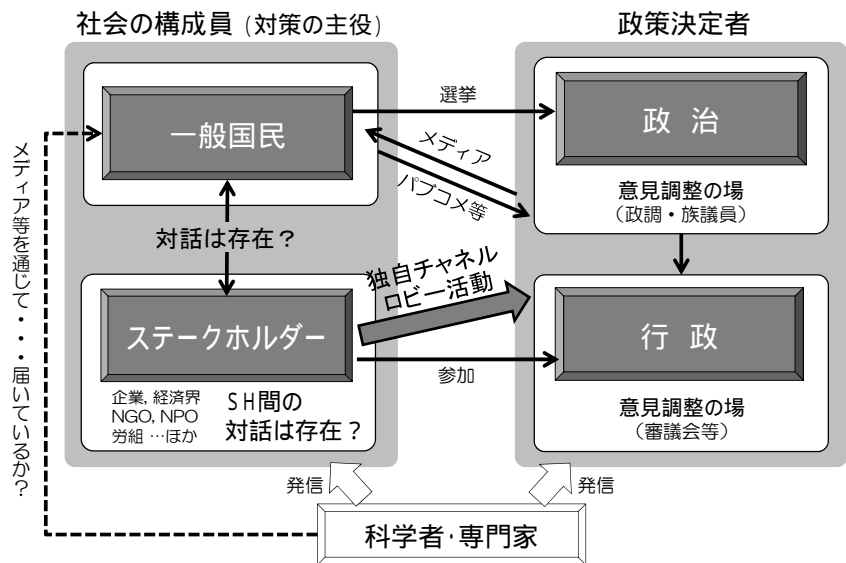 社会の構成員 (対策の主役)
政策決定者
一般国民
選挙
政 治
メディア
パブコメ等
意見調整の場
(政調・族議員)
対話は存在?
独自チャネル
ロビー活動
ステークホルダー
行 政
参加
企業, 経済界
NGO, NPO
労組 …ほか
SH間の
対話は存在?
意見調整の場
(審議会等)
メディア等を通じて・・・届いているか?
発信
発信
科学者・専門家